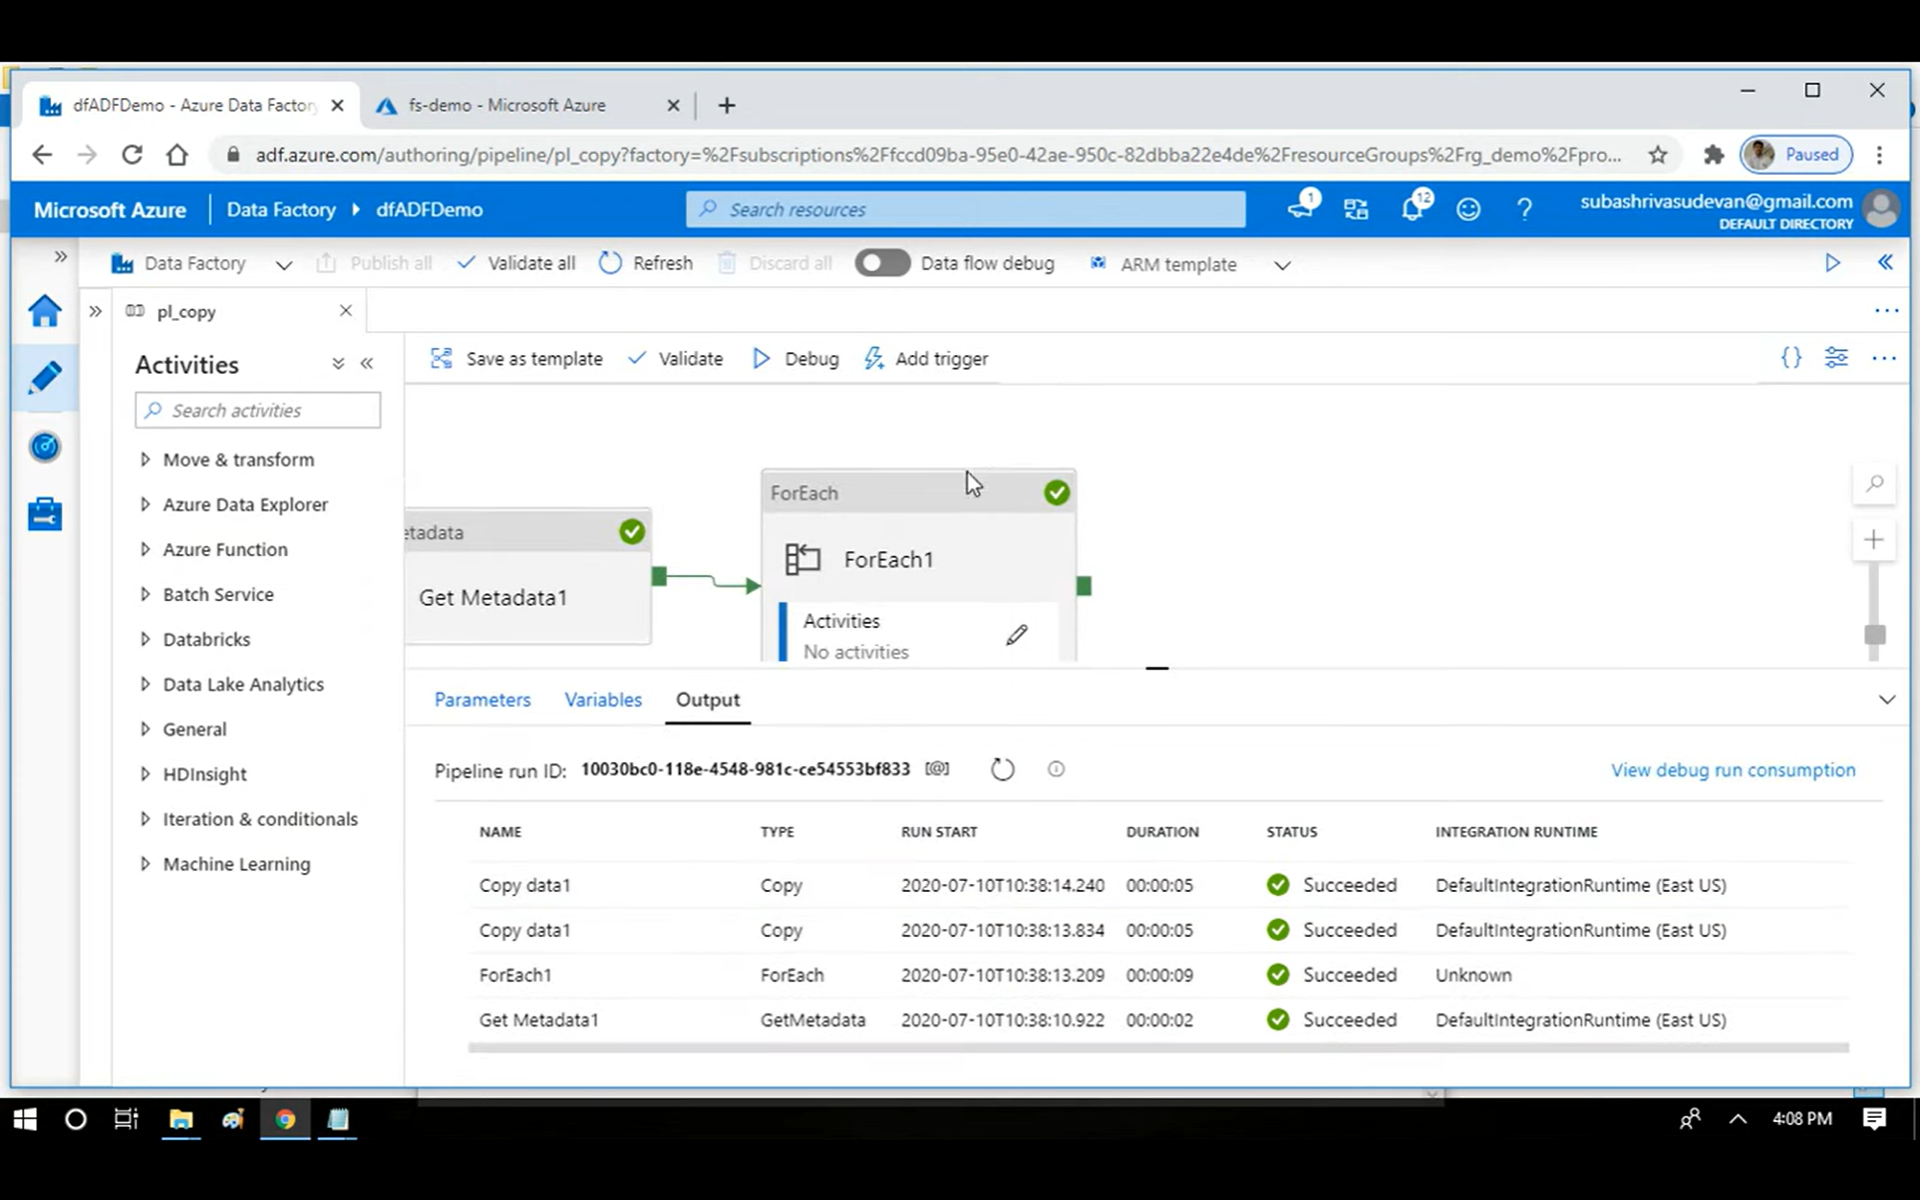 dfADFDemo - Azure Data Factory
fs-demo - Microsoft Azure
adf.azure.com/authoring/pipeline/pl_copy?factory=%2Fsubscriptions%2Ffccd09ba-95e0-42ae-950c-82dbba22e4de%2FresourceGroups%2Frg_demo%2Fpro...
Paused
Microsoft Azure
Data Factory
dfADFDemo
Search resources
1
12
subashrivasudevan@gmail.com
DEFAULT DIRECTORY
Data Factory
Publish all
Validate all
Refresh
Discard all
Data flow debug
ARM template
pl_copy
Activities
Search activities
Move & transform
Azure Data Explorer
Azure Function
Batch Service
Databricks
Data Lake Analytics
General
HDInsight
Iteration & conditionals
Machine Learning
Save as template
Validate
Debug
Add trigger
etadata
Get Metadata1
ForEach
ForEach1
Activities
No activities
Parameters
Variables
Output
Pipeline run ID: 10030bc0-118e-4548-981c-ce54553bf833
View debug run consumption
NAME TYPE RUN START DURATION STATUS INTEGRATION RUNTIME
Copy data1 Copy 2020-07-10T10:38:14.240 00:00:05 Succeeded DefaultIntegrationRuntime (East US)
Copy data1 Copy 2020-07-10T10:38:13.834 00:00:05 Succeeded DefaultIntegrationRuntime (East US)
ForEach1 ForEach 2020-07-10T10:38:13.209 00:00:09 Succeeded Unknown
Get Metadata1 GetMetadata 2020-07-10T10:38:10.922 00:00:02 Succeeded DefaultIntegrationRuntime (East US)
4:08 PM